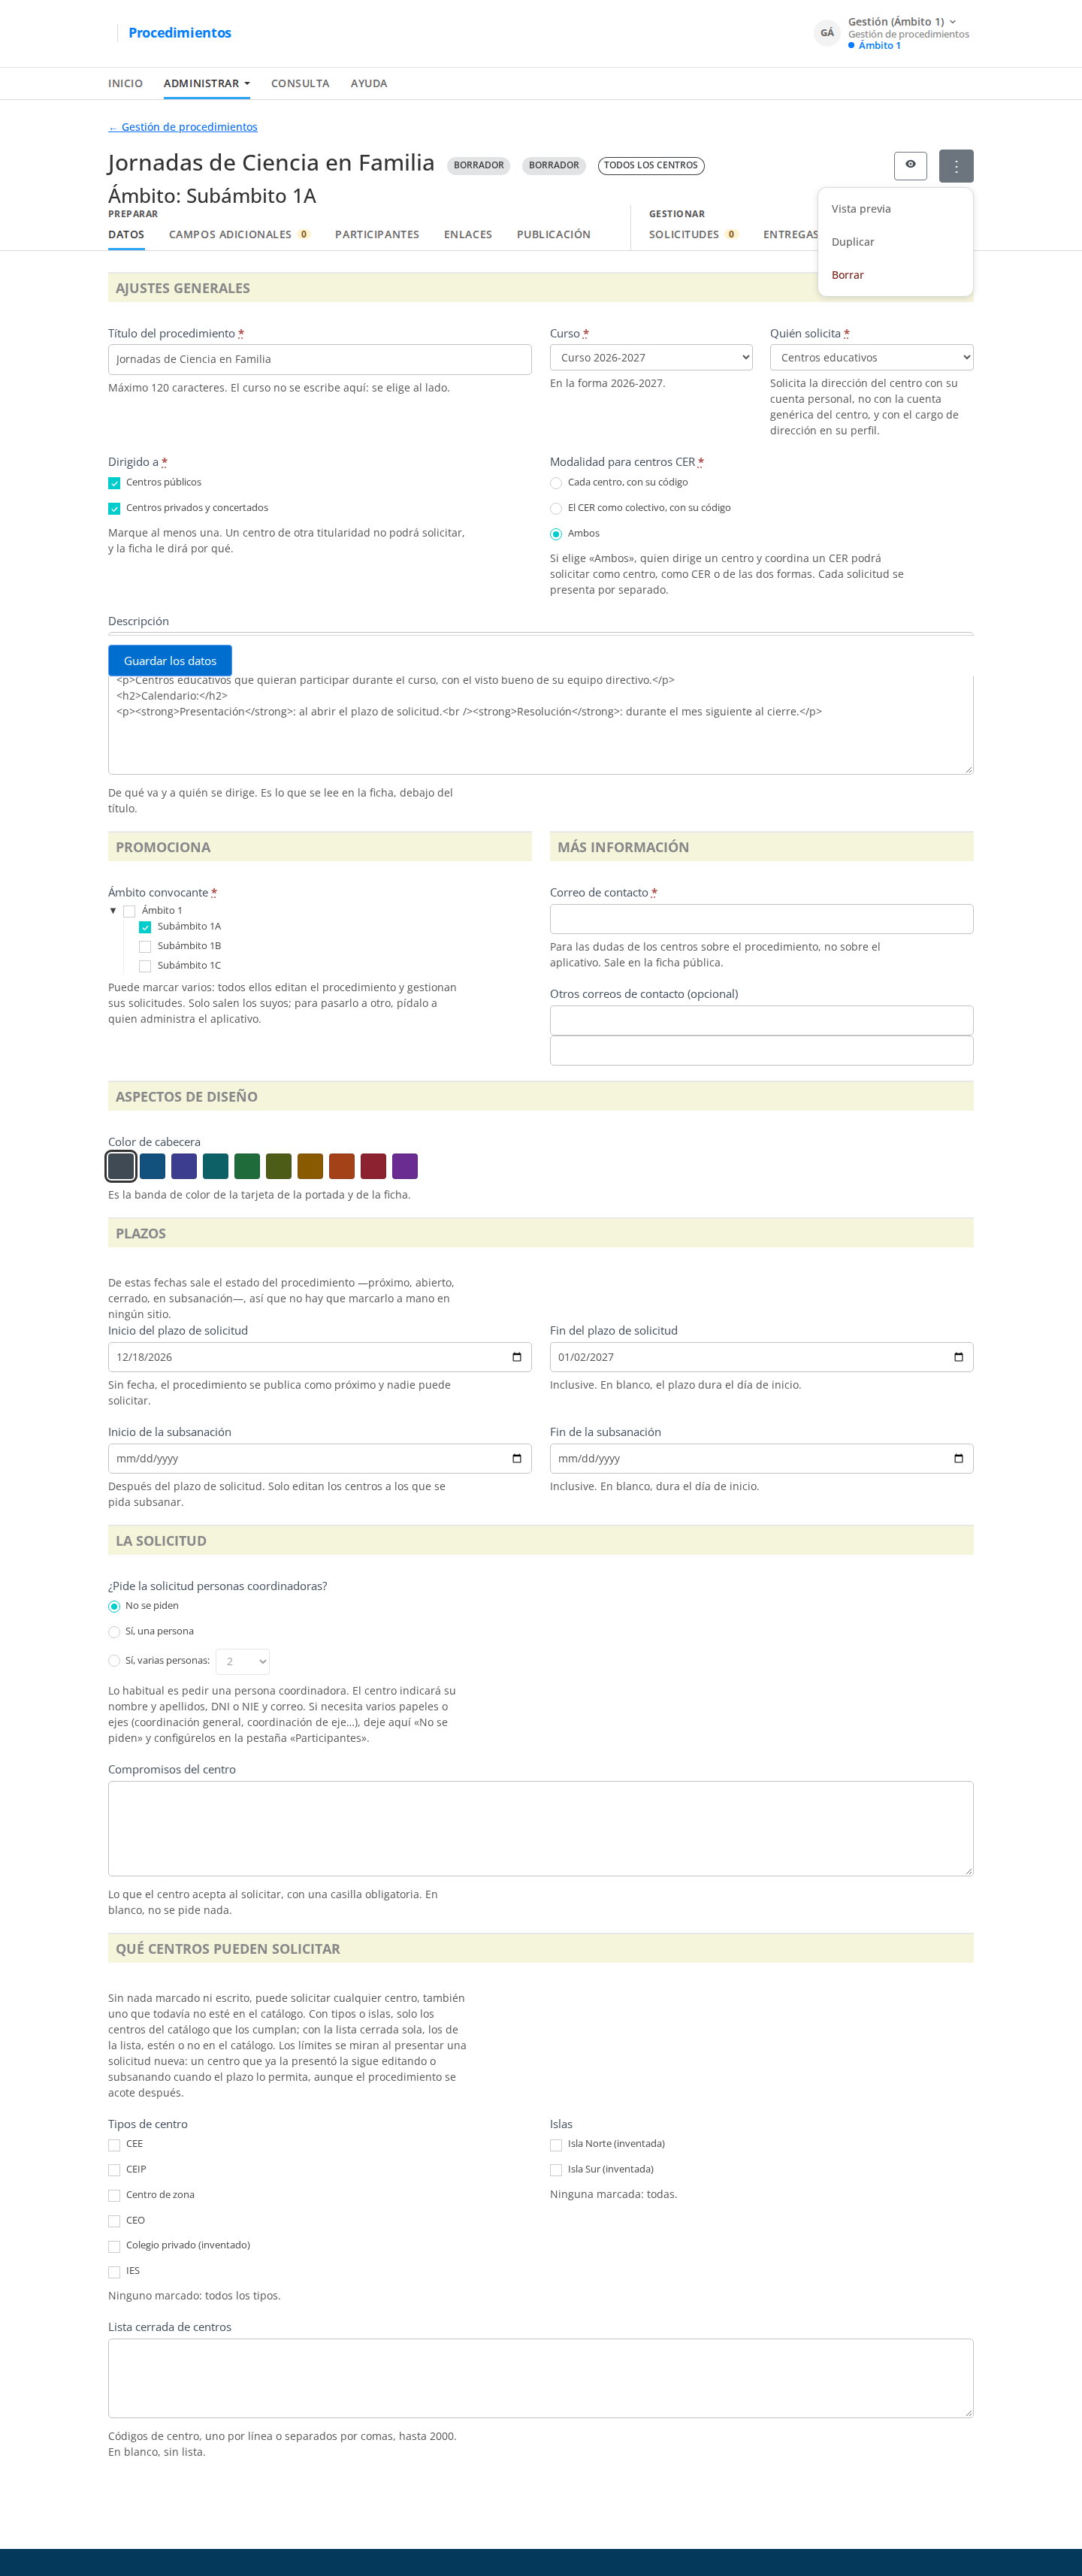 Procedimientos
GÁ
Gestión (Ámbito 1)
Gestión de procedimientos
Ámbito 1
INICIO
ADMINISTRAR
CONSULTA
AYUDA
← Gestión de procedimientos
Jornadas de Ciencia en Familia BORRADOR BORRADOR TODOS LOS CENTROS
Ámbito: Subámbito 1A
PREPARAR
DATOS CAMPOS ADICIONALES 0 PARTICIPANTES ENLACES PUBLICACIÓN
GESTIONAR
SOLICITUDES 0 ENTREGAS
Vista previa
Duplicar
Borrar
AJUSTES GENERALES
Título del procedimiento *
Jornadas de Ciencia en Familia
Máximo 120 caracteres. El curso no se escribe aquí: se elige al lado.
Curso *
Curso 2026-2027
En la forma 2026-2027.
Quién solicita *
Centros educativos
Solicita la dirección del centro con su
cuenta personal, no con la cuenta
genérica del centro, y con el cargo de
dirección en su perfil.
Dirigido a *
Centros públicos
Centros privados y concertados
Marque al menos una. Un centro de otra titularidad no podrá solicitar,
y la ficha le dirá por qué.
Modalidad para centros CER *
Cada centro, con su código
El CER como colectivo, con su código
Ambos
Si elige «Ambos», quien dirige un centro y coordina un CER podrá
solicitar como centro, como CER o de las dos formas. Cada solicitud se
presenta por separado.
Descripción
Guardar los datos
<p>Centros educativos que quieran participar durante el curso, con el visto bueno de su equipo directivo.</p>
<h2>Calendario:</h2>
<p><strong>Presentación</strong>: al abrir el plazo de solicitud.<br /><strong>Resolución</strong>: durante el mes siguiente al cierre.</p>
De qué va y a quién se dirige. Es lo que se lee en la ficha, debajo del
título.
PROMOCIONA
Ámbito convocante *
▼ Ámbito 1
Subámbito 1A
Subámbito 1B
Subámbito 1C
Puede marcar varios: todos ellos editan el procedimiento y gestionan
sus solicitudes. Solo salen los suyos; para pasarlo a otro, pídalo a
quien administra el aplicativo.
MÁS INFORMACIÓN
Correo de contacto *
Para las dudas de los centros sobre el procedimiento, no sobre el
aplicativo. Sale en la ficha pública.
Otros correos de contacto (opcional)
ASPECTOS DE DISEÑO
Color de cabecera
Es la banda de color de la tarjeta de la portada y de la ficha.
PLAZOS
De estas fechas sale el estado del procedimiento —próximo, abierto,
cerrado, en subsanación—, así que no hay que marcarlo a mano en
ningún sitio.
Inicio del plazo de solicitud
12/18/2026
Sin fecha, el procedimiento se publica como próximo y nadie puede
solicitar.
Fin del plazo de solicitud
01/02/2027
Inclusive. En blanco, el plazo dura el día de inicio.
Inicio de la subsanación
mm/dd/yyyy
Después del plazo de solicitud. Solo editan los centros a los que se
pida subsanar.
Fin de la subsanación
mm/dd/yyyy
Inclusive. En blanco, dura el día de inicio.
LA SOLICITUD
¿Pide la solicitud personas coordinadoras?
No se piden
Sí, una persona
Sí, varias personas: 2
Lo habitual es pedir una persona coordinadora. El centro indicará su
nombre y apellidos, DNI o NIE y correo. Si necesita varios papeles o
ejes (coordinación general, coordinación de eje…), deje aquí «No se
piden» y configúrelos en la pestaña «Participantes».
Compromisos del centro
Lo que el centro acepta al solicitar, con una casilla obligatoria. En
blanco, no se pide nada.
QUÉ CENTROS PUEDEN SOLICITAR
Sin nada marcado ni escrito, puede solicitar cualquier centro, también
uno que todavía no esté en el catálogo. Con tipos o islas, solo los
centros del catálogo que los cumplan; con la lista cerrada sola, los de
la lista, estén o no en el catálogo. Los límites se miran al presentar una
solicitud nueva: un centro que ya la presentó la sigue editando o
subsanando cuando el plazo lo permita, aunque el procedimiento se
acote después.
Tipos de centro
CEE
CEIP
Centro de zona
CEO
Colegio privado (inventado)
IES
Ninguno marcado: todos los tipos.
Islas
Isla Norte (inventada)
Isla Sur (inventada)
Ninguna marcada: todas.
Lista cerrada de centros
Códigos de centro, uno por línea o separados por comas, hasta 2000.
En blanco, sin lista.